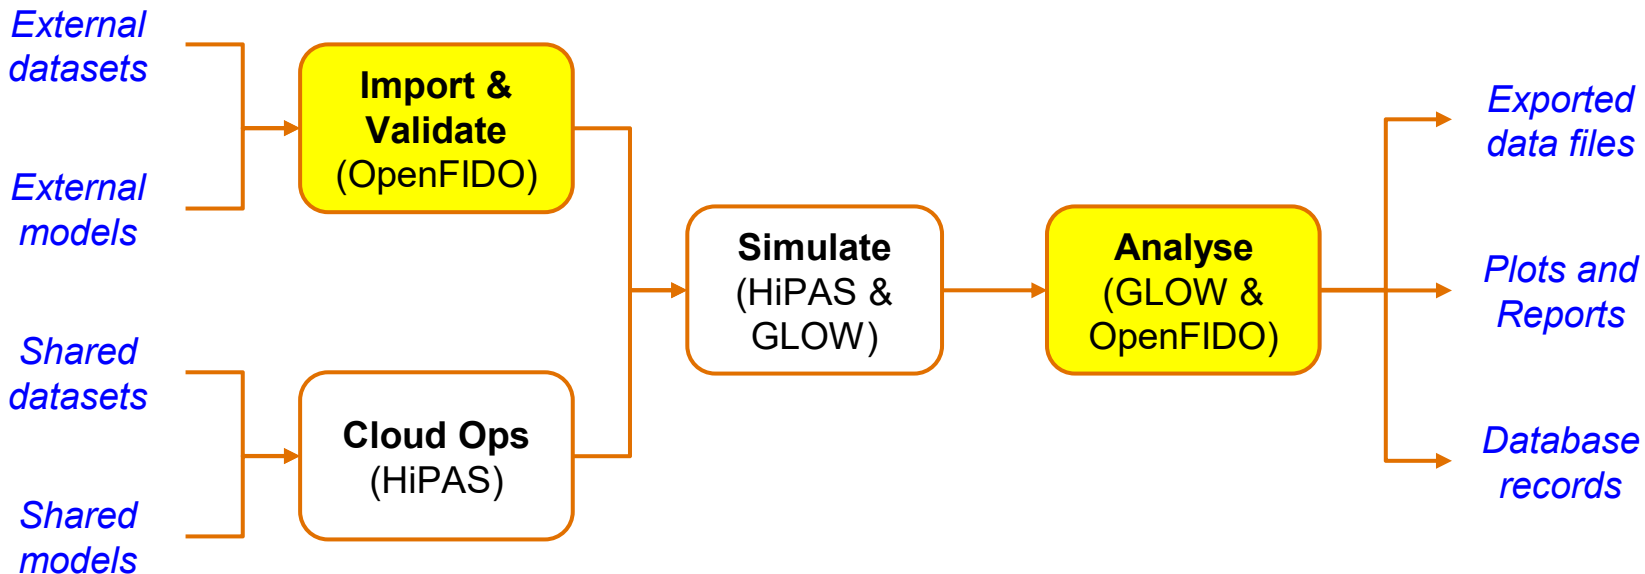 External
datasets
External
models
Shared
datasets
Shared
models
Import &
Validate
(OpenFIDO)
Cloud Ops
(HiPAS)
Simulate
(HiPAS &
GLOW)
Analyse
(GLOW &
OpenFIDO)
Exported
data files
Plots and
Reports
Database
records